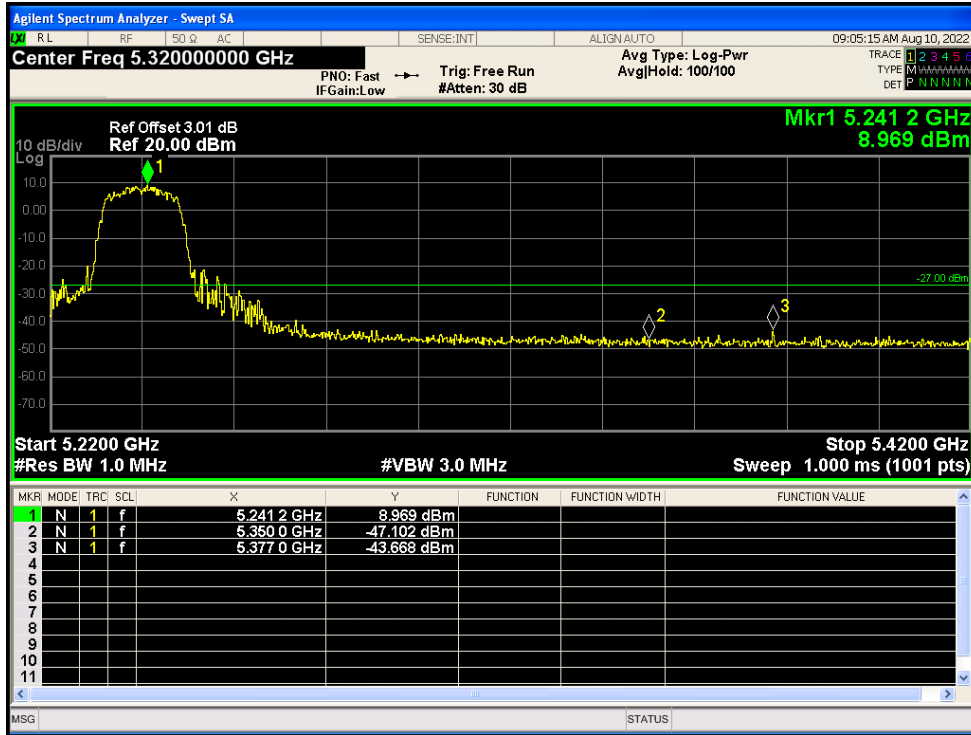 Agilent Spectrum Analyzer - Swept SA
LXI RL RF 50 Ω AC SENSE:INT ALIGN AUTO 09:05:15 AM Aug 10, 2022
Center Freq 5.320000000 GHz
PNO: Fast Trig: Free Run
IFGain:Low #Atten: 30 dB
Avg Type: Log-Pwr
Avg|Hold: 100/100
TRACE 1 2 3 4 5 6
TYPE M W W W W W
DET P N N N N N
Mkr1 5.241 2 GHz
8.969 dBm
Ref Offset 3.01 dB
10 dB/div Ref 20.00 dBm
Log
1
10.0
0.00
-10.0
-20.0
-27.00 dBm
-30.0
-40.0
2
3
-50.0
-60.0
-70.0
Start 5.2200 GHz Stop 5.4200 GHz
#Res BW 1.0 MHz #VBW 3.0 MHz Sweep 1.000 ms (1001 pts)
MKR MODE TRC SCL X Y FUNCTION FUNCTION WIDTH FUNCTION VALUE
1 N 1 f 5.241 2 GHz 8.969 dBm
2 N 1 f 5.350 0 GHz -47.102 dBm
3 N 1 f 5.377 0 GHz -43.668 dBm
4
5
6
7
8
9
10
11
MSG STATUS